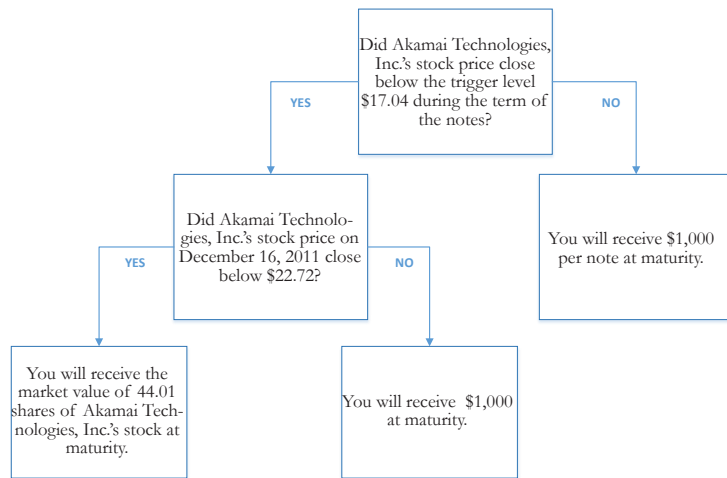 Did Akamai Technologies,
Inc.'s stock price close
below the trigger level
$17.04 during the term of
the notes?
YES
NO
Did Akamai Technolo-
gies, Inc.'s stock price on
December 16, 2011 close
below $22.72?
You will receive $1,000
per note at maturity.
YES
NO
You will receive the
market value of 44.01
shares of Akamai Tech-
nologies, Inc.'s stock at
maturity.
You will receive $1,000
at maturity.